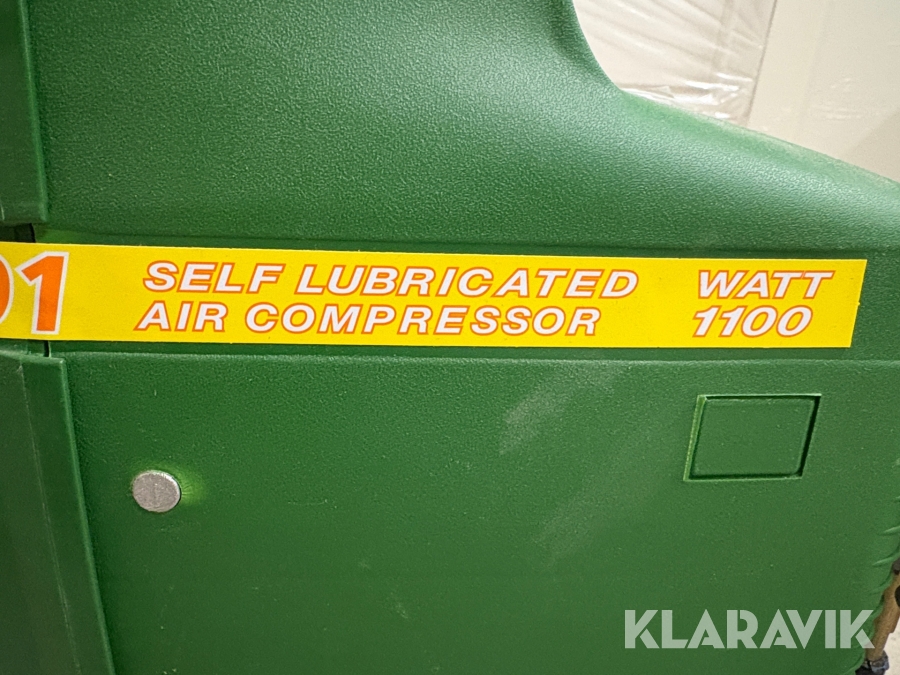 01 SELF LUBRICATED WATT
AIR COMPRESSOR 1100
KLARAVIK